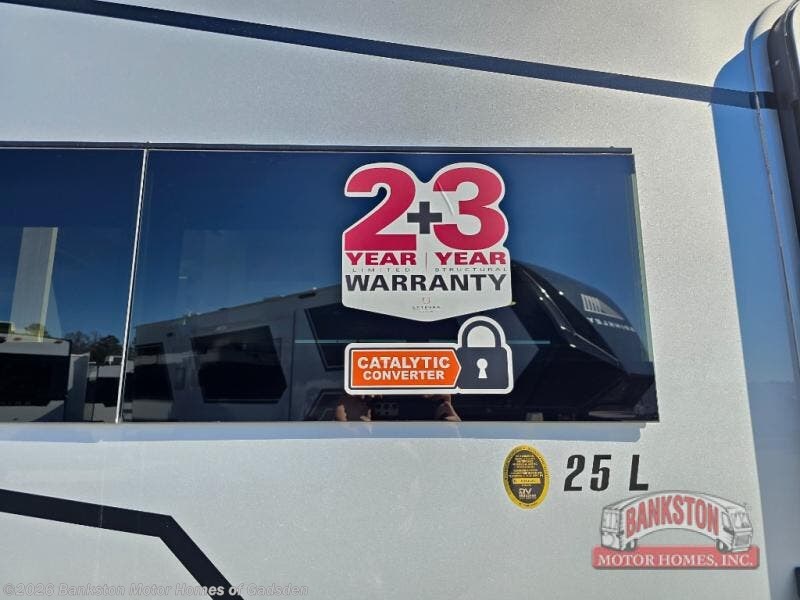 2+3
YEAR YEAR
LIMITED STRUCTURAL
WARRANTY
CATALYTIC
CONVERTER
25 L
BANKSTON
MOTOR HOMES, INC.
©2026 Bankston Motor Homes of Gadsden